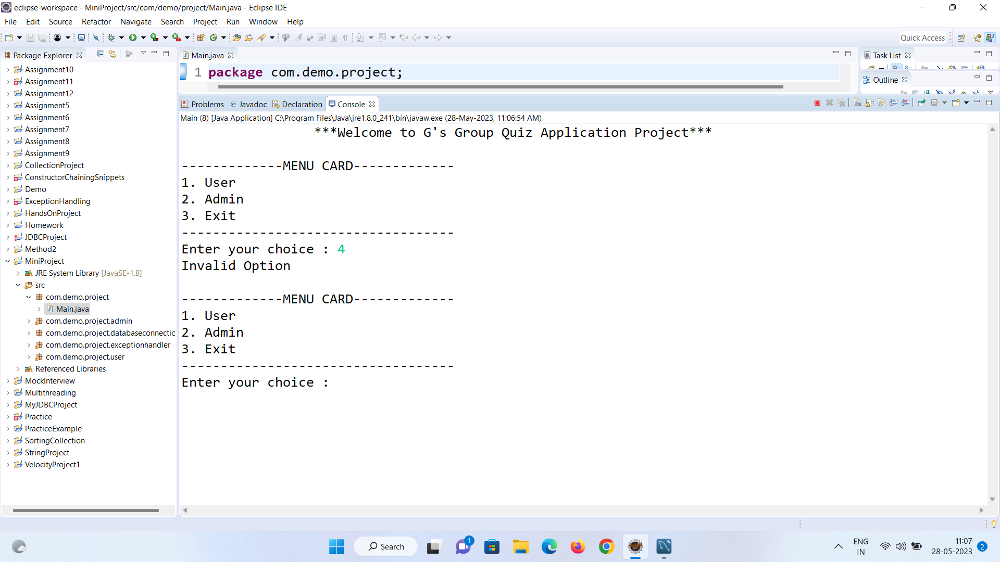 eclipse-workspace - MiniProject/src/com/demo/project/Main.java - Eclipse IDE
File Edit Source Refactor Navigate Search Project Run Window Help
Quick Access
Package Explorer
Assignment10
Assignment11
Assignment12
Assignment5
Assignment6
Assignment7
Assignment8
Assignment9
CollectionProject
ConstructorChainingSnippets
Demo
ExceptionHandling
HandsOnProject
Homework
JDBCProject
Method2
MiniProject
JRE System Library [JavaSE-1.8]
src
com.demo.project
Main.java
com.demo.project.admin
com.demo.project.databaseconnectio
com.demo.project.exceptionhandler
com.demo.project.user
Referenced Libraries
MockInterview
Multithreading
MyJDBCProject
Practice
PracticeExample
SortingCollection
StringProject
VelocityProject1
Main.java
1 package com.demo.project;
Task List
Outline
Problems @ Javadoc Declaration Console
Main (8) [Java Application] C:\Program Files\Java\jre1.8.0_241\bin\javaw.exe (28-May-2023, 11:06:54 AM)
***Welcome to G's Group Quiz Application Project***
-------------MENU CARD-------------
1. User
2. Admin
3. Exit
-----------------------------------
Enter your choice : 4
Invalid Option
-------------MENU CARD-------------
1. User
2. Admin
3. Exit
-----------------------------------
Enter your choice :
Search
1
ENG
IN
11:07
28-05-2023
2